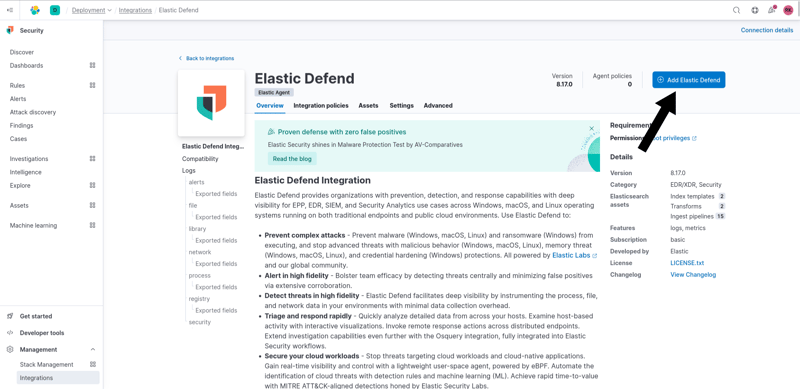 D
Deployment
Integrations
Elastic Defend
RK
Security
Connection details
Discover
Dashboards
Rules
Alerts
Attack discovery
Findings
Cases
Investigations
Intelligence
Explore
Assets
Machine learning
Get started
Developer tools
Management
Stack Management
Integrations
Back to integrations
Elastic Defend
Elastic Agent
Version
8.17.0
Agent policies
0
Add Elastic Defend
Overview
Integration policies
Assets
Settings
Advanced
Elastic Defend Integ...
Compatibility
Logs
alerts
Exported fields
file
Exported fields
library
Exported fields
network
Exported fields
process
Exported fields
registry
Exported fields
security
Proven defense with zero false positives
Elastic Security shines in Malware Protection Test by AV-Comparatives
Read the blog
Elastic Defend Integration
Elastic Defend provides organizations with prevention, detection, and response capabilities with deep
visibility for EPP, EDR, SIEM, and Security Analytics use cases across Windows, macOS, and Linux operating
systems running on both traditional endpoints and public cloud environments. Use Elastic Defend to:
Prevent complex attacks - Prevent malware (Windows, macOS, Linux) and ransomware (Windows) from
executing, and stop advanced threats with malicious behavior (Windows, macOS, Linux), memory threat
(Windows, macOS, Linux), and credential hardening (Windows) protections. All powered by Elastic Labs
and our global community.
Alert in high fidelity - Bolster team efficacy by detecting threats centrally and minimizing false positives
via extensive corroboration.
Detect threats in high fidelity - Elastic Defend facilitates deep visibility by instrumenting the process, file,
and network data in your environments with minimal data collection overhead.
Triage and respond rapidly - Quickly analyze detailed data from across your hosts. Examine host-based
activity with interactive visualizations. Invoke remote response actions across distributed endpoints.
Extend investigation capabilities even further with the Osquery integration, fully integrated into Elastic
Security workflows.
Secure your cloud workloads - Stop threats targeting cloud workloads and cloud-native applications.
Gain real-time visibility and control with a lightweight user-space agent, powered by eBPF. Automate the
identification of cloud threats with detection rules and machine learning (ML). Achieve rapid time-to-value
with MITRE ATT&CK-aligned detections honed by Elastic Security Labs.
Requirement
Permissions
privileges
Details
Version 8.17.0
Category EDR/XDR, Security
Elasticsearch assets
Index templates 2
Transforms 2
Ingest pipelines 15
Features logs, metrics
Subscription basic
Developed by Elastic
License LICENSE.txt
Changelog View Changelog